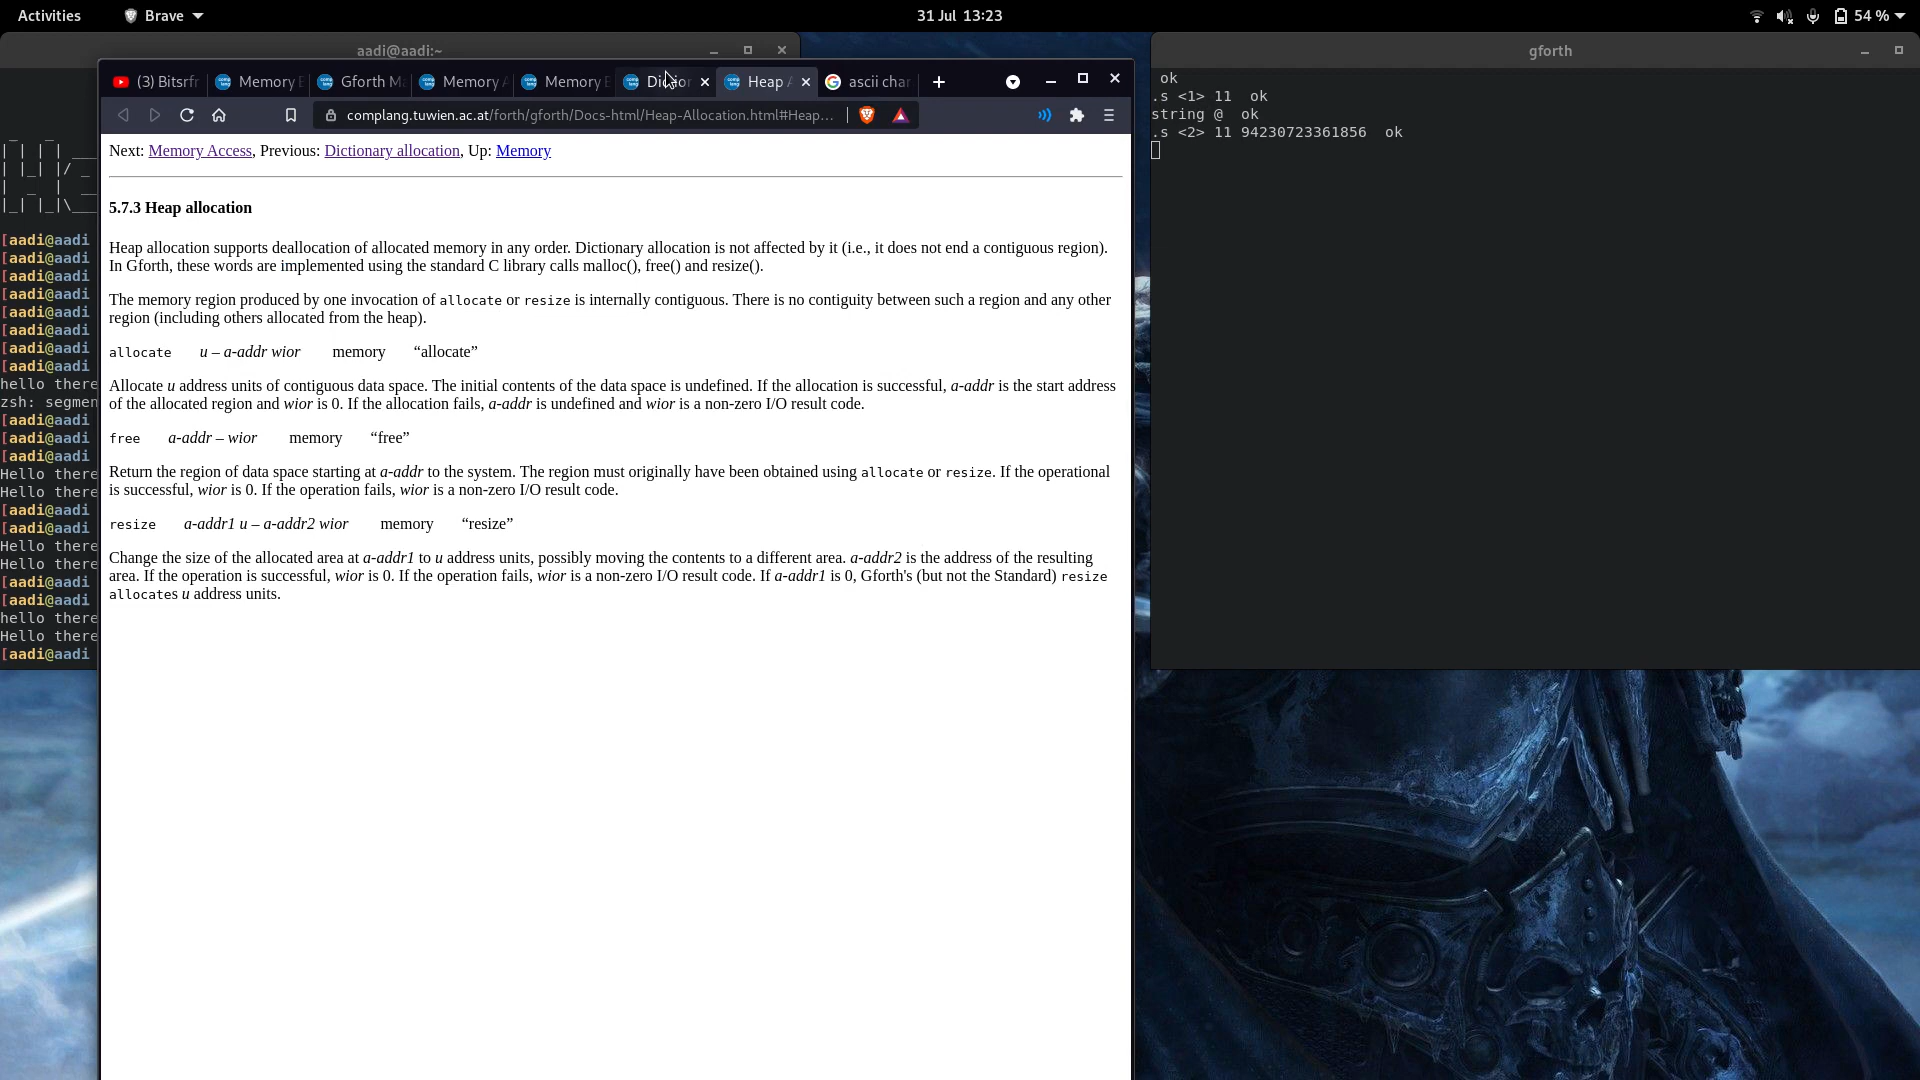 Activities
Brave
31 Jul 13:23
54 %
aadi@aadi:~
(3) Bitsrfr
Memory
Gforth M
Memory
Memory
Heap
ascii char
complang.tuwien.ac.at/forth/gforth/Docs-html/Heap-Allocation.html#Heap...
Next: Memory Access, Previous: Dictionary allocation, Up: Memory
5.7.3 Heap allocation
Heap allocation supports deallocation of allocated memory in any order. Dictionary allocation is not affected by it (i.e., it does not end a contiguous region).
In Gforth, these words are implemented using the standard C library calls malloc(), free() and resize().
The memory region produced by one invocation of allocate or resize is internally contiguous. There is no contiguity between such a region and any other
region (including others allocated from the heap).
allocate u – a-addr wior memory “allocate”
Allocate u address units of contiguous data space. The initial contents of the data space is undefined. If the allocation is successful, a-addr is the start address
of the allocated region and wior is 0. If the allocation fails, a-addr is undefined and wior is a non-zero I/O result code.
free a-addr – wior memory “free”
Return the region of data space starting at a-addr to the system. The region must originally have been obtained using allocate or resize. If the operational
is successful, wior is 0. If the operation fails, wior is a non-zero I/O result code.
resize a-addr1 u – a-addr2 wior memory “resize”
Change the size of the allocated area at a-addr1 to u address units, possibly moving the contents to a different area. a-addr2 is the address of the resulting
area. If the operation is successful, wior is 0. If the operation fails, wior is a non-zero I/O result code. If a-addr1 is 0, Gforth's (but not the Standard) resize
allocates u address units.
[aadi@aadi
[aadi@aadi
[aadi@aadi
[aadi@aadi
[aadi@aadi
[aadi@aadi
[aadi@aadi
[aadi@aadi
hello there
zsh: segmen
[aadi@aadi
[aadi@aadi
[aadi@aadi
Hello there
Hello there
[aadi@aadi
[aadi@aadi
Hello there
Hello there
[aadi@aadi
[aadi@aadi
hello there
Hello there
[aadi@aadi
gforth
ok
.s <1> 11 ok
string @ ok
.s <2> 11 94230723361856 ok